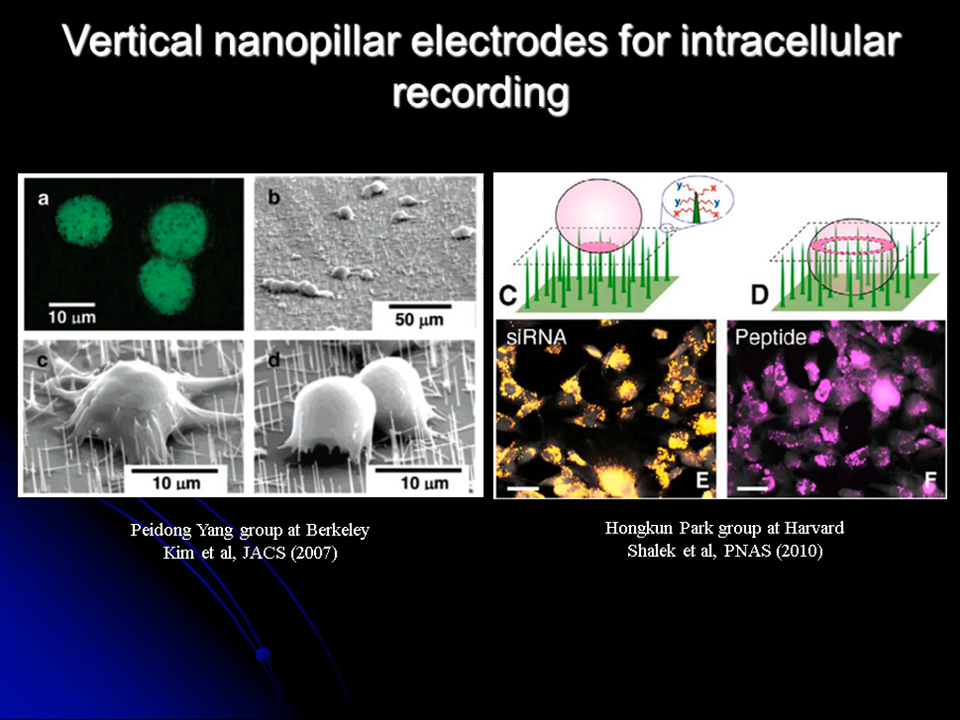 Vertical nanopillar electrodes for intracellular
recording
a
10 μm
b
50 μm
c
10 μm
d
10 μm
C
y x
y y
x x
D
siRNA
E
Peptide
F
Peidong Yang group at Berkeley
Kim et al, JACS (2007)
Hongkun Park group at Harvard
Shalek et al, PNAS (2010)